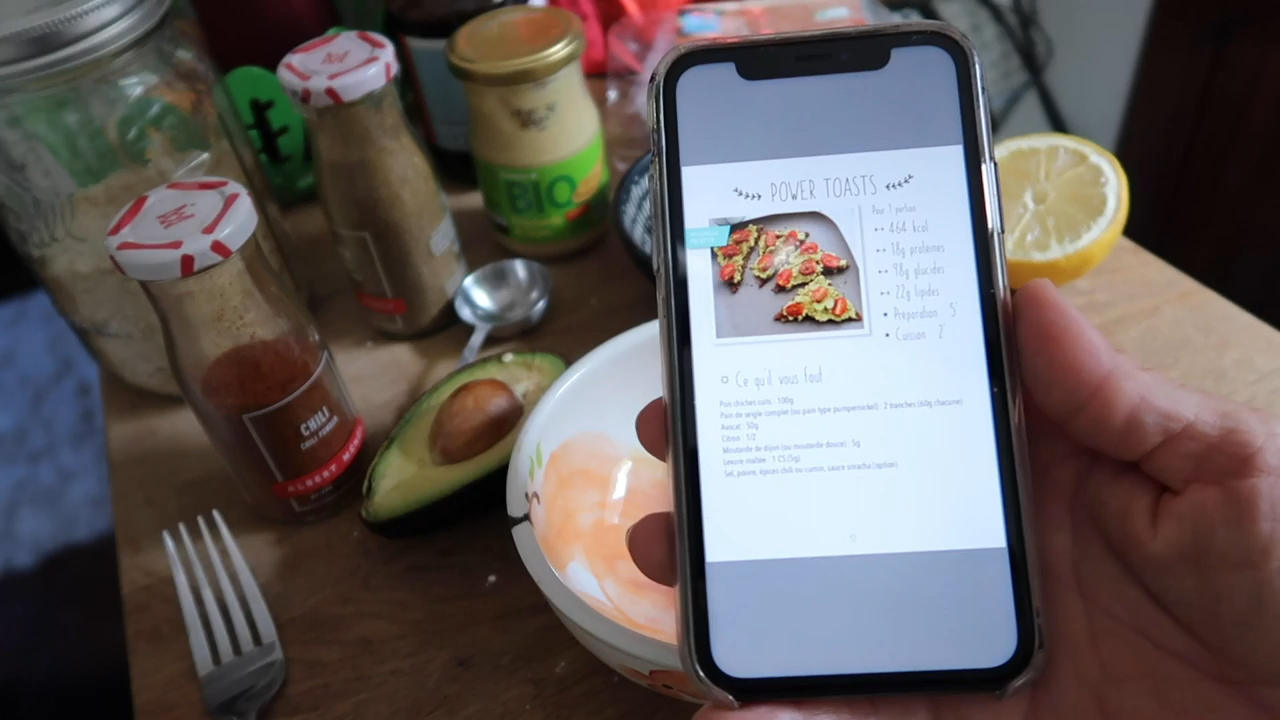 POWER TOASTS
Pour 1 portion
464 kcal
18g proteines
98g glucides
22g lipides
Préparation 5'
Cuisson 2'
Ce qu'il vous faut
Pois chiches cuits : 100g
Pain de seigle complet (ou pain type pumpernickel) : 2 tranches (60g chacune)
Avocat : 50g
Citron : 1/2
Moutarde de dijon (ou moutarde douce) : 5g
Levure maltée : 1 CS (5g)
Sel, poivre, épices chili ou cumin, sauce sriracha (option)
BIO
CHILI
CHILI POWDER
ALBERT